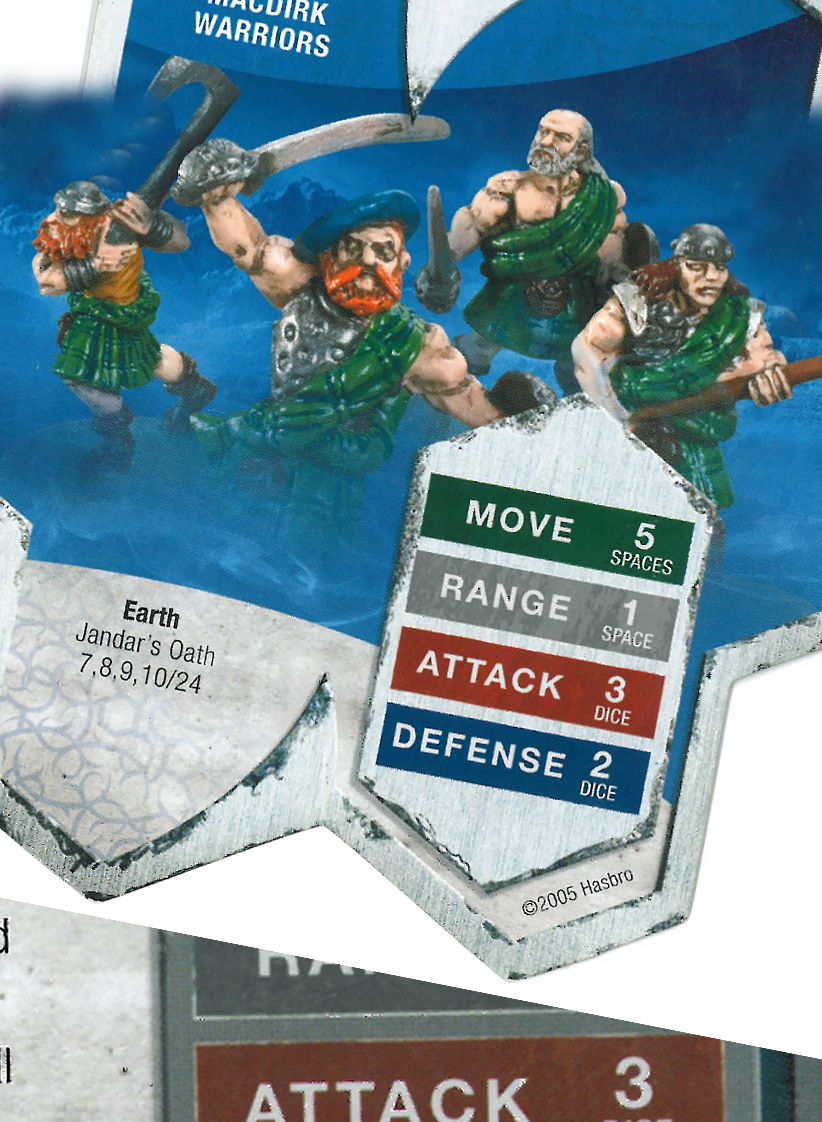 MACDIRK
WARRIORS
MOVE 5
SPACES
RANGE 1
SPACE
ATTACK 3
DICE
DEFENSE 2
DICE
Earth
Jandar's Oath
7,8,9,10/24
©2005 Hasbro
ATTACK 3